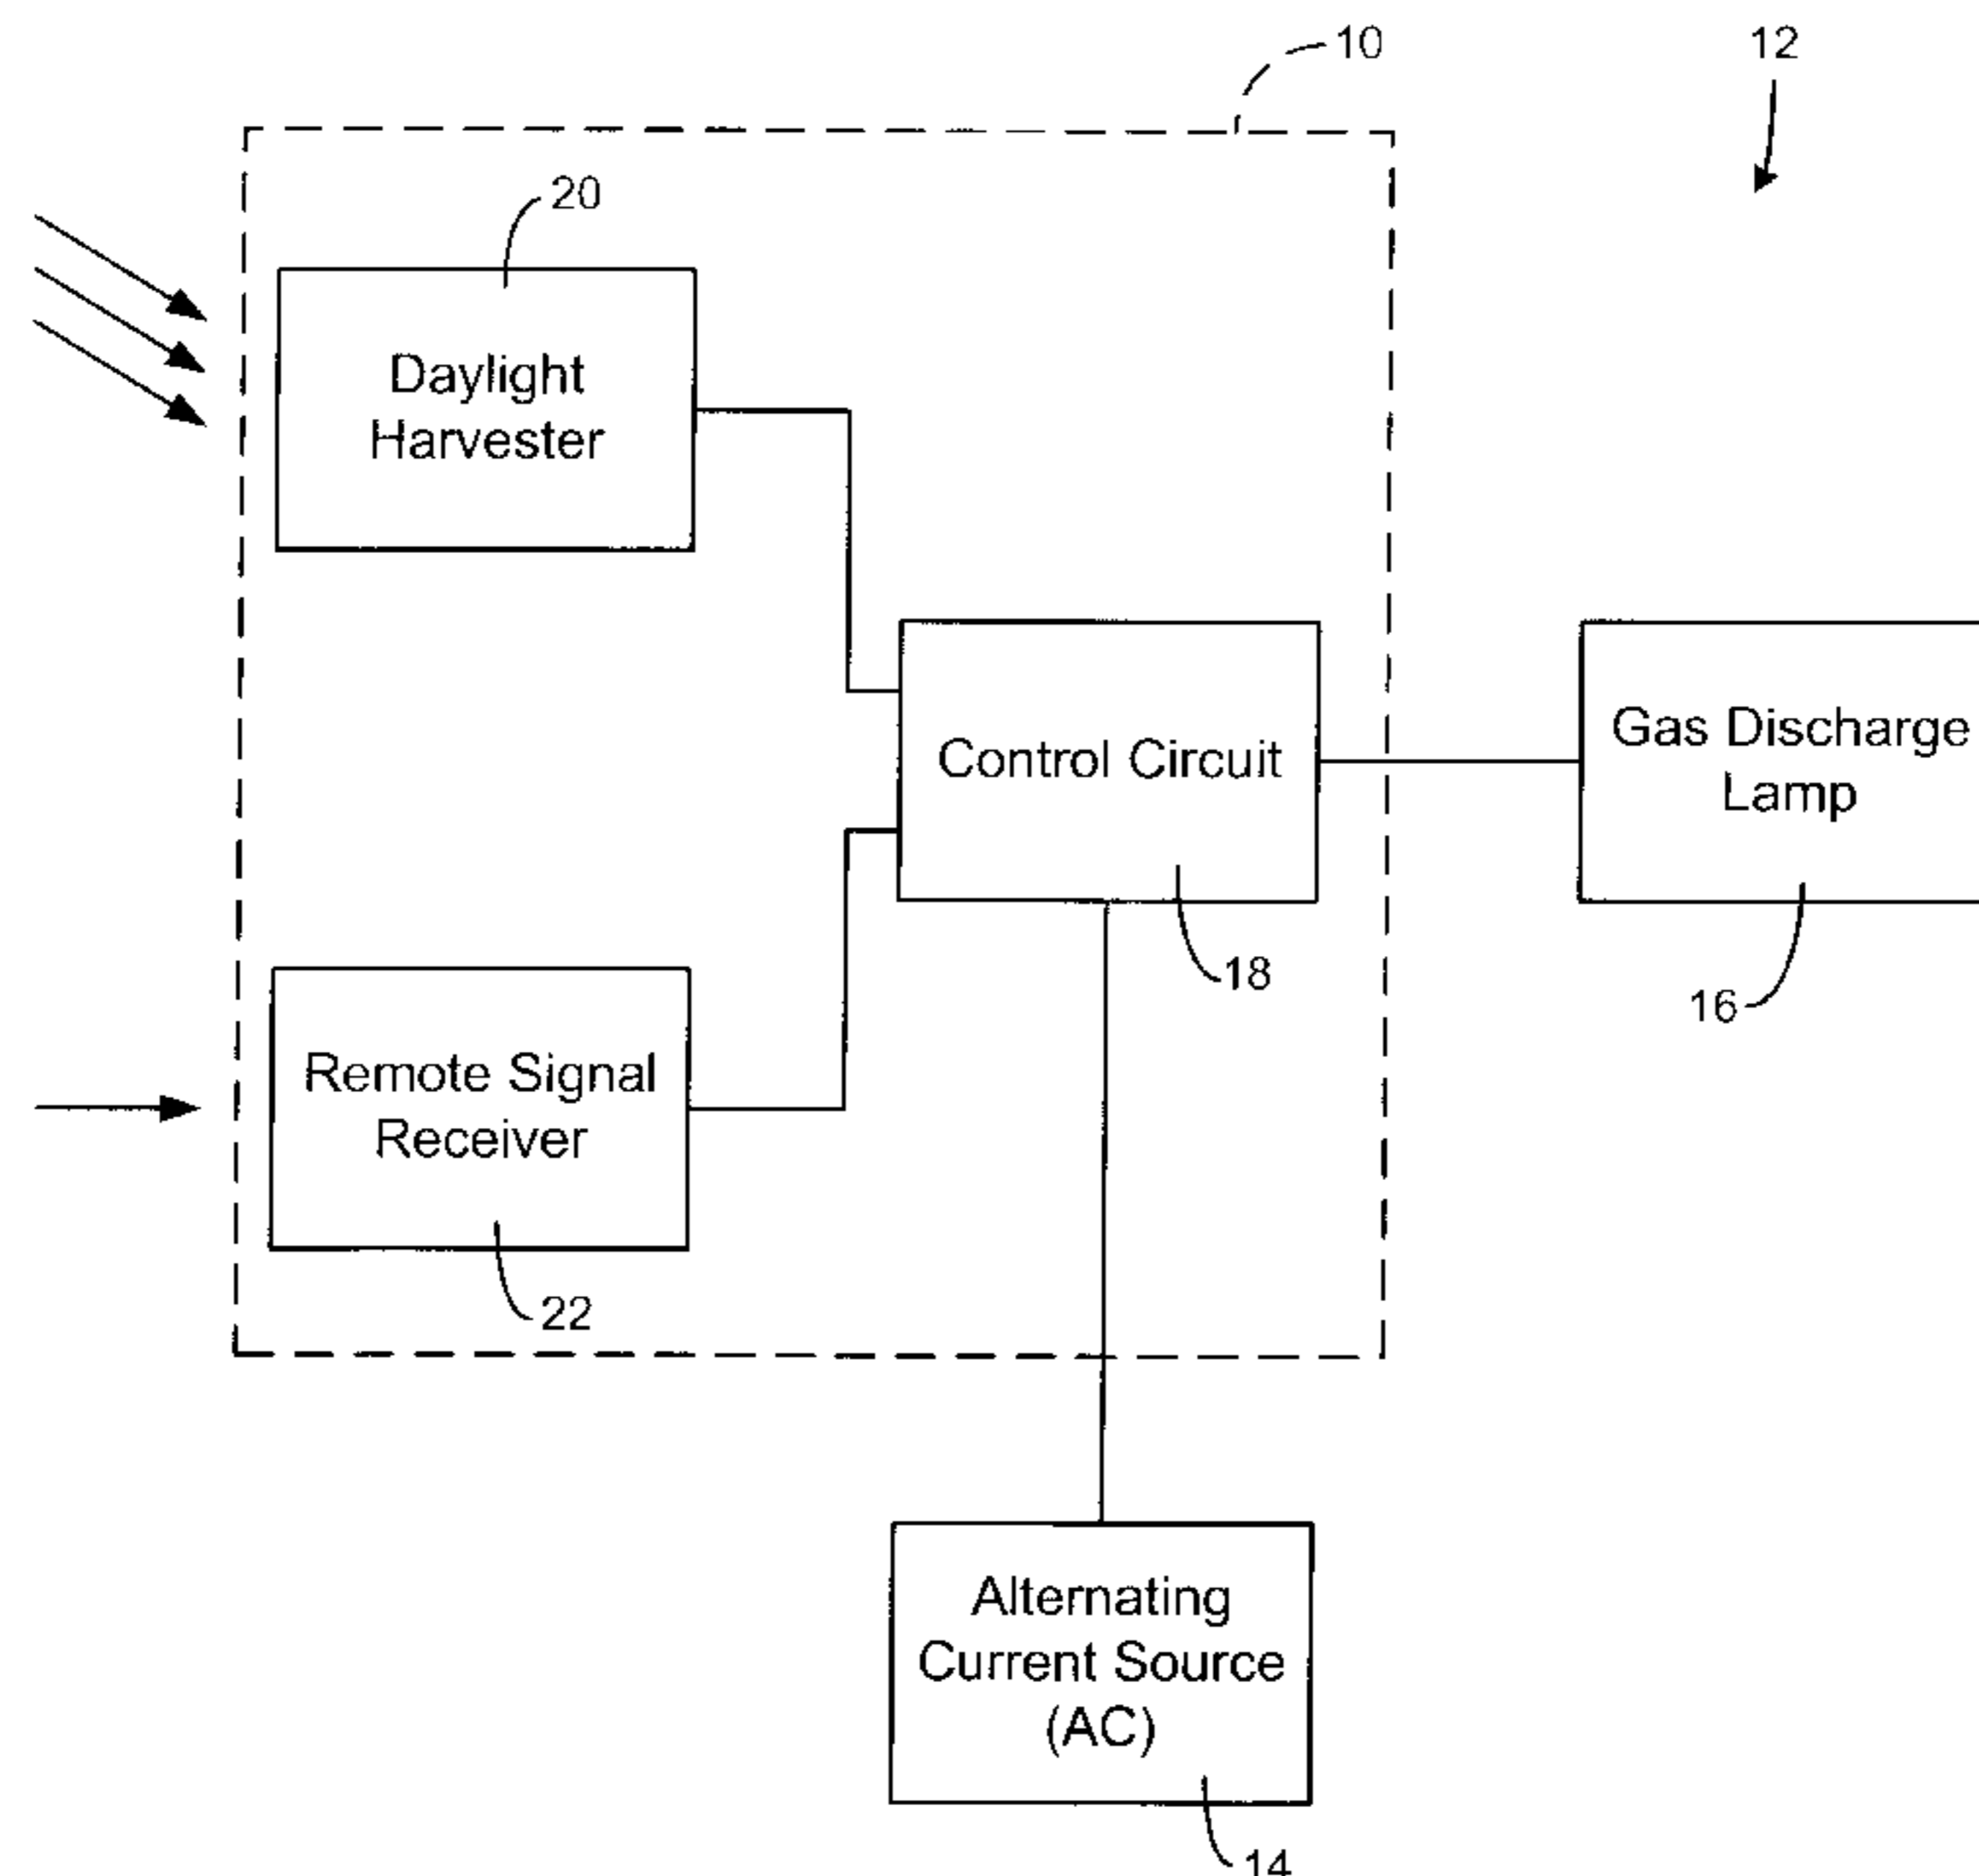 10
12
20
Daylight
Harvester
Control Circuit
Gas Discharge
Lamp
18
16
Remote Signal
Receiver
22
Alternating
Current Source
(AC)
14